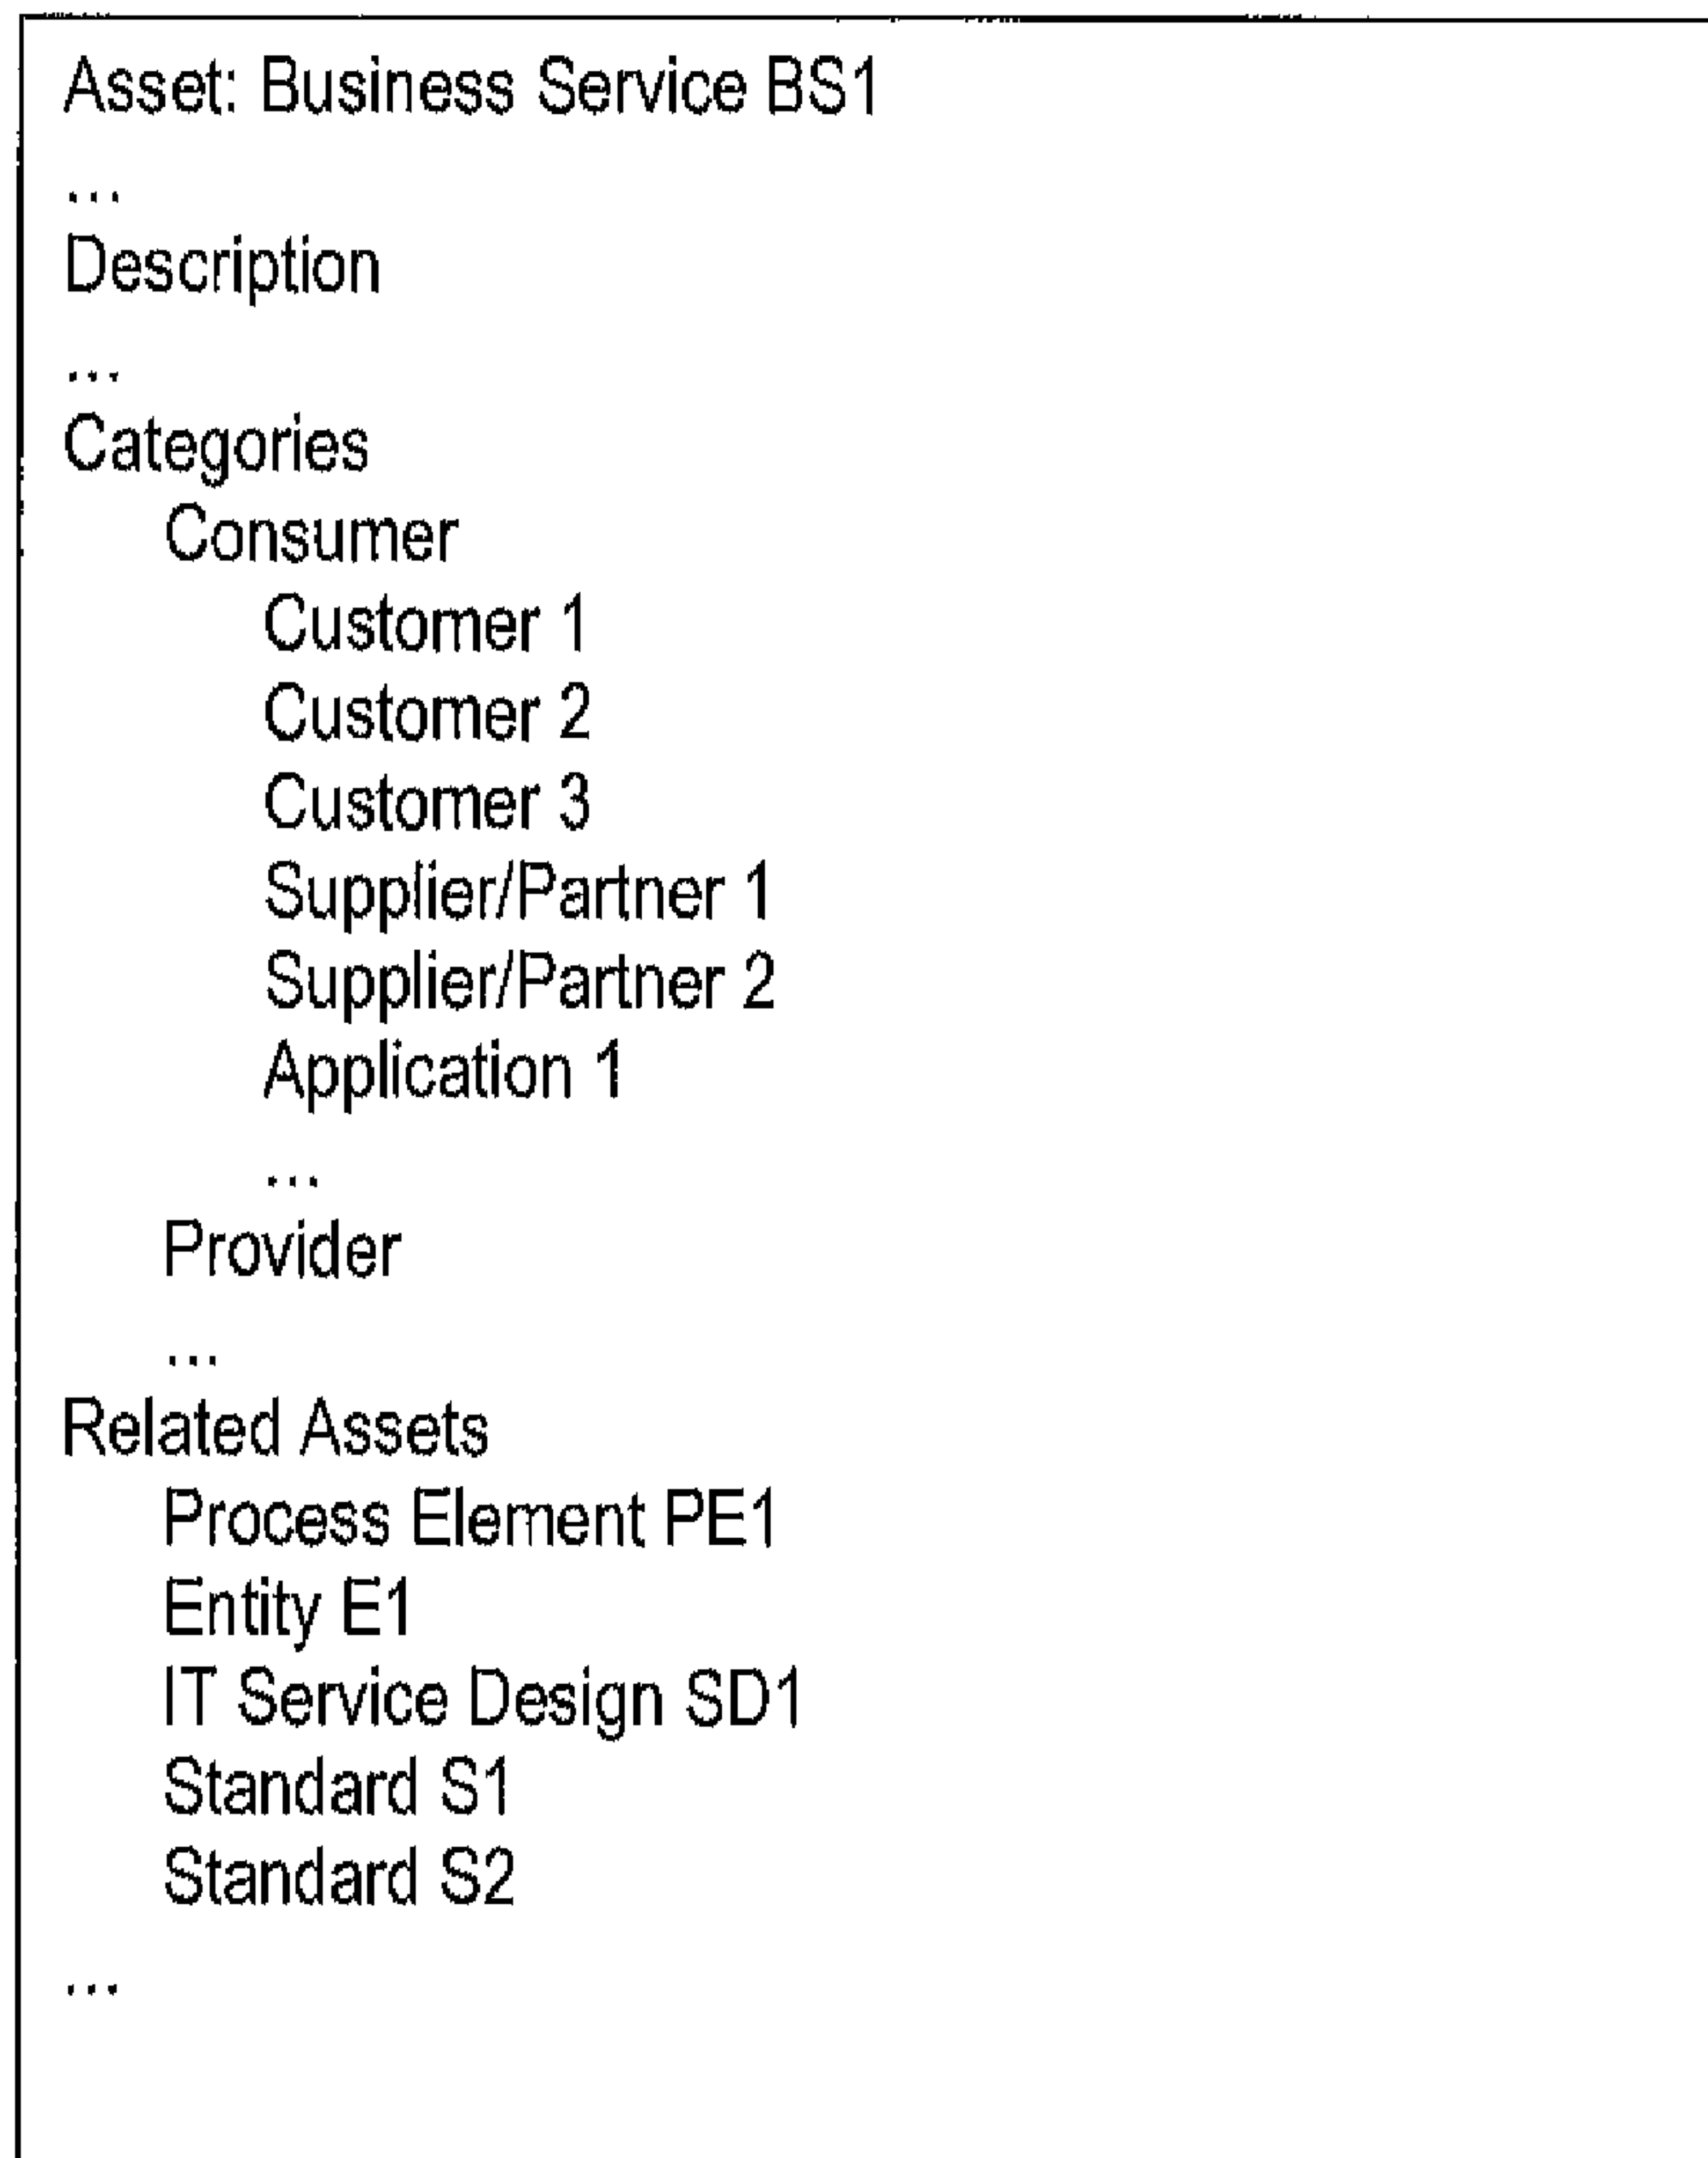 Asset: Business Service BS1
...
Description
...
Categories
Consumer
Customer 1
Customer 2
Customer 3
Supplier/Partner 1
Supplier/Partner 2
Application 1
...
Provider
...
Related Assets
Process Element PE1
Entity E1
IT Service Design SD1
Standard S1
Standard S2
...